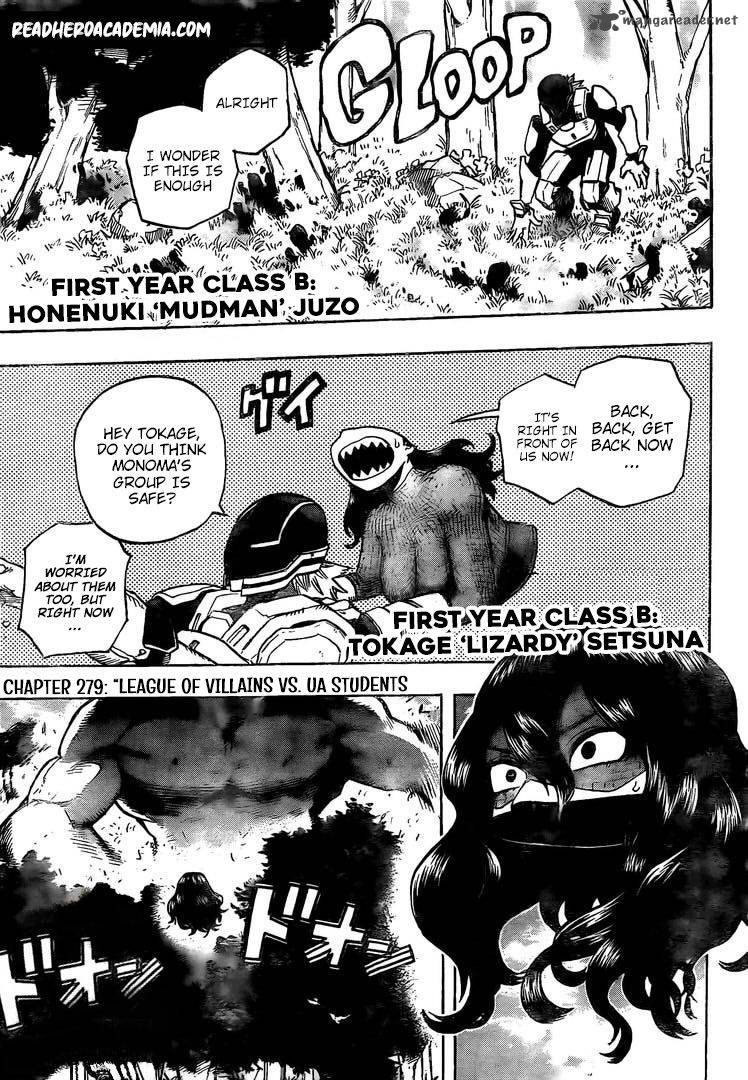 READHEROACADEMIA.COM
mangareader.net
GLOOP
ALRIGHT
I WONDER
IF THIS IS
ENOUGH
FIRST YEAR CLASS B:
HONENUKI ‘MUDMAN’ JUZO
BACK,
BACK, GET
BACK NOW
...
IT'S
RIGHT IN
FRONT OF
US NOW!
グイ
HEY TOKAGE,
DO YOU THINK
MONOMA'S
GROUP IS
SAFE?
I'M
WORRIED
ABOUT THEM
TOO, BUT
RIGHT NOW
...
FIRST YEAR CLASS B:
TOKAGE ‘LIZARDY’ SETSUNA
CHAPTER 279: "LEAGUE OF VILLAINS VS. UA STUDENTS
ドオーン
ドオーン